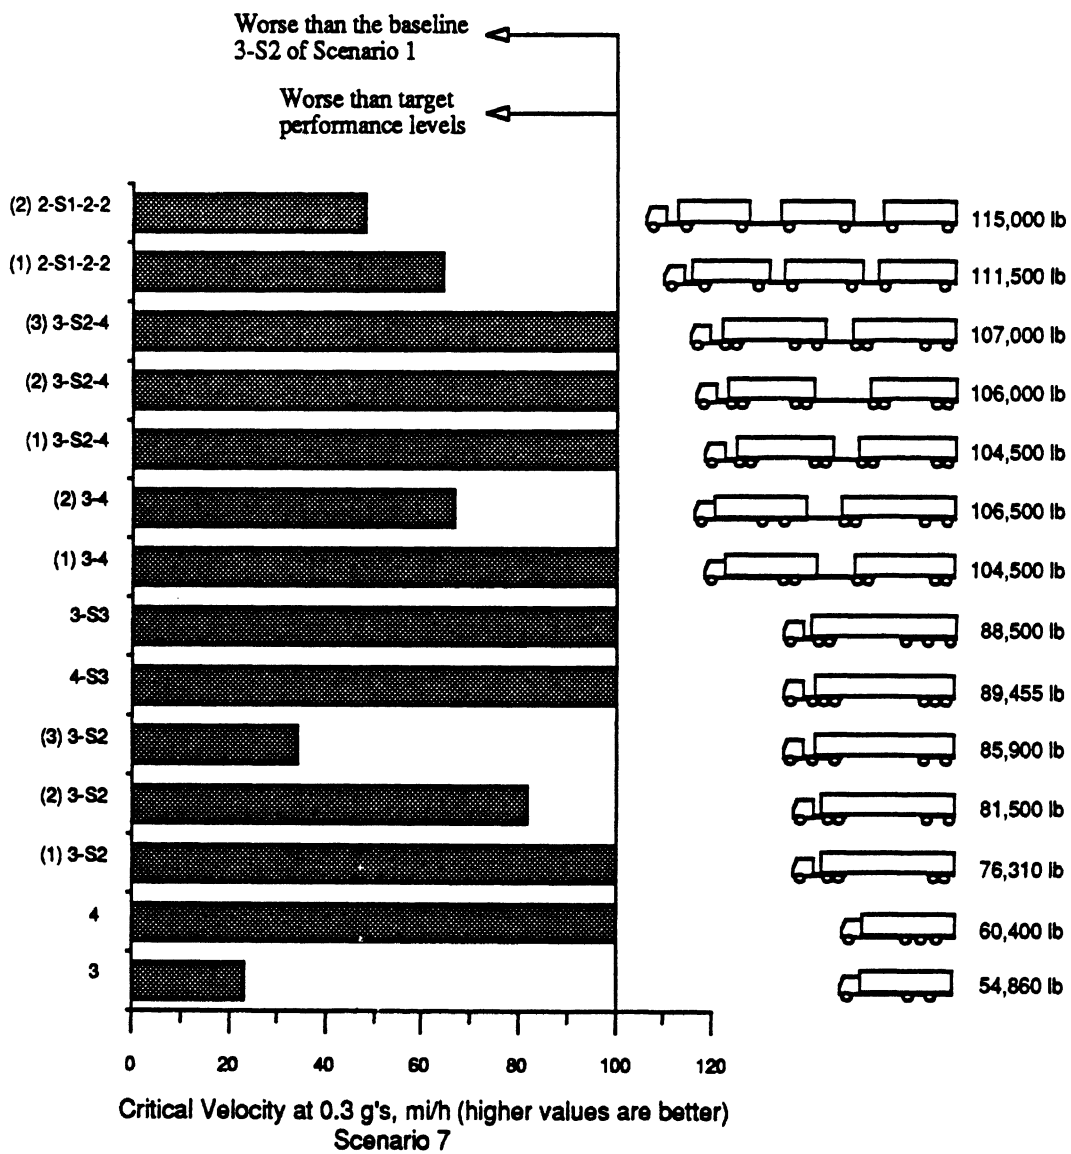 Worse than the baseline
3-S2 of Scenario 1
Worse than target
performance levels
(2) 2-S1-2-2 115,000 lb
(1) 2-S1-2-2 111,500 lb
(3) 3-S2-4 107,000 lb
(2) 3-S2-4 106,000 lb
(1) 3-S2-4 104,500 lb
(2) 3-4 106,500 lb
(1) 3-4 104,500 lb
3-S3 88,500 lb
4-S3 89,455 lb
(3) 3-S2 85,900 lb
(2) 3-S2 81,500 lb
(1) 3-S2 76,310 lb
4 60,400 lb
3 54,860 lb
0 20 40 60 80 100 120
Critical Velocity at 0.3 g's, mi/h (higher values are better)
Scenario 7